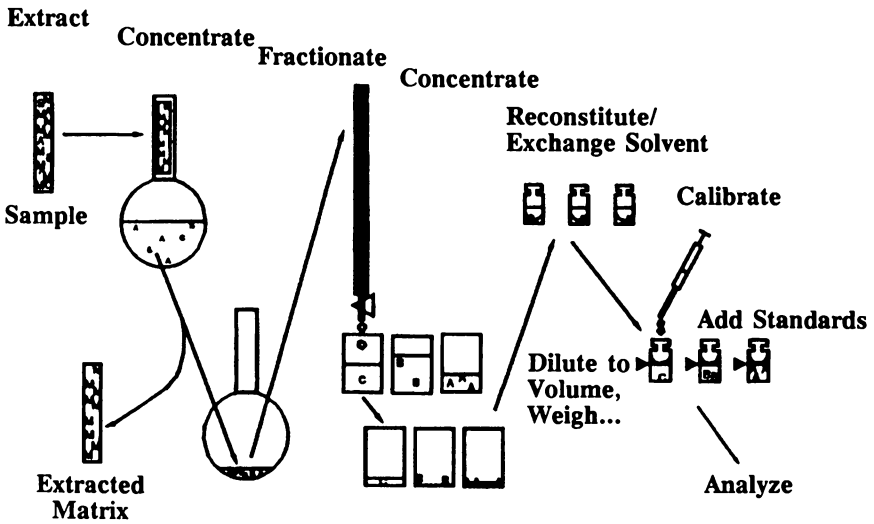 Extract
Concentrate
Fractionate
Concentrate
Reconstitute/
Exchange Solvent
Calibrate
Sample
Add Standards
Dilute to
Volume,
Weigh...
Extracted
Matrix
Analyze
A
B
A
C
A
A
C
B
B
A
A
A
C
B
A